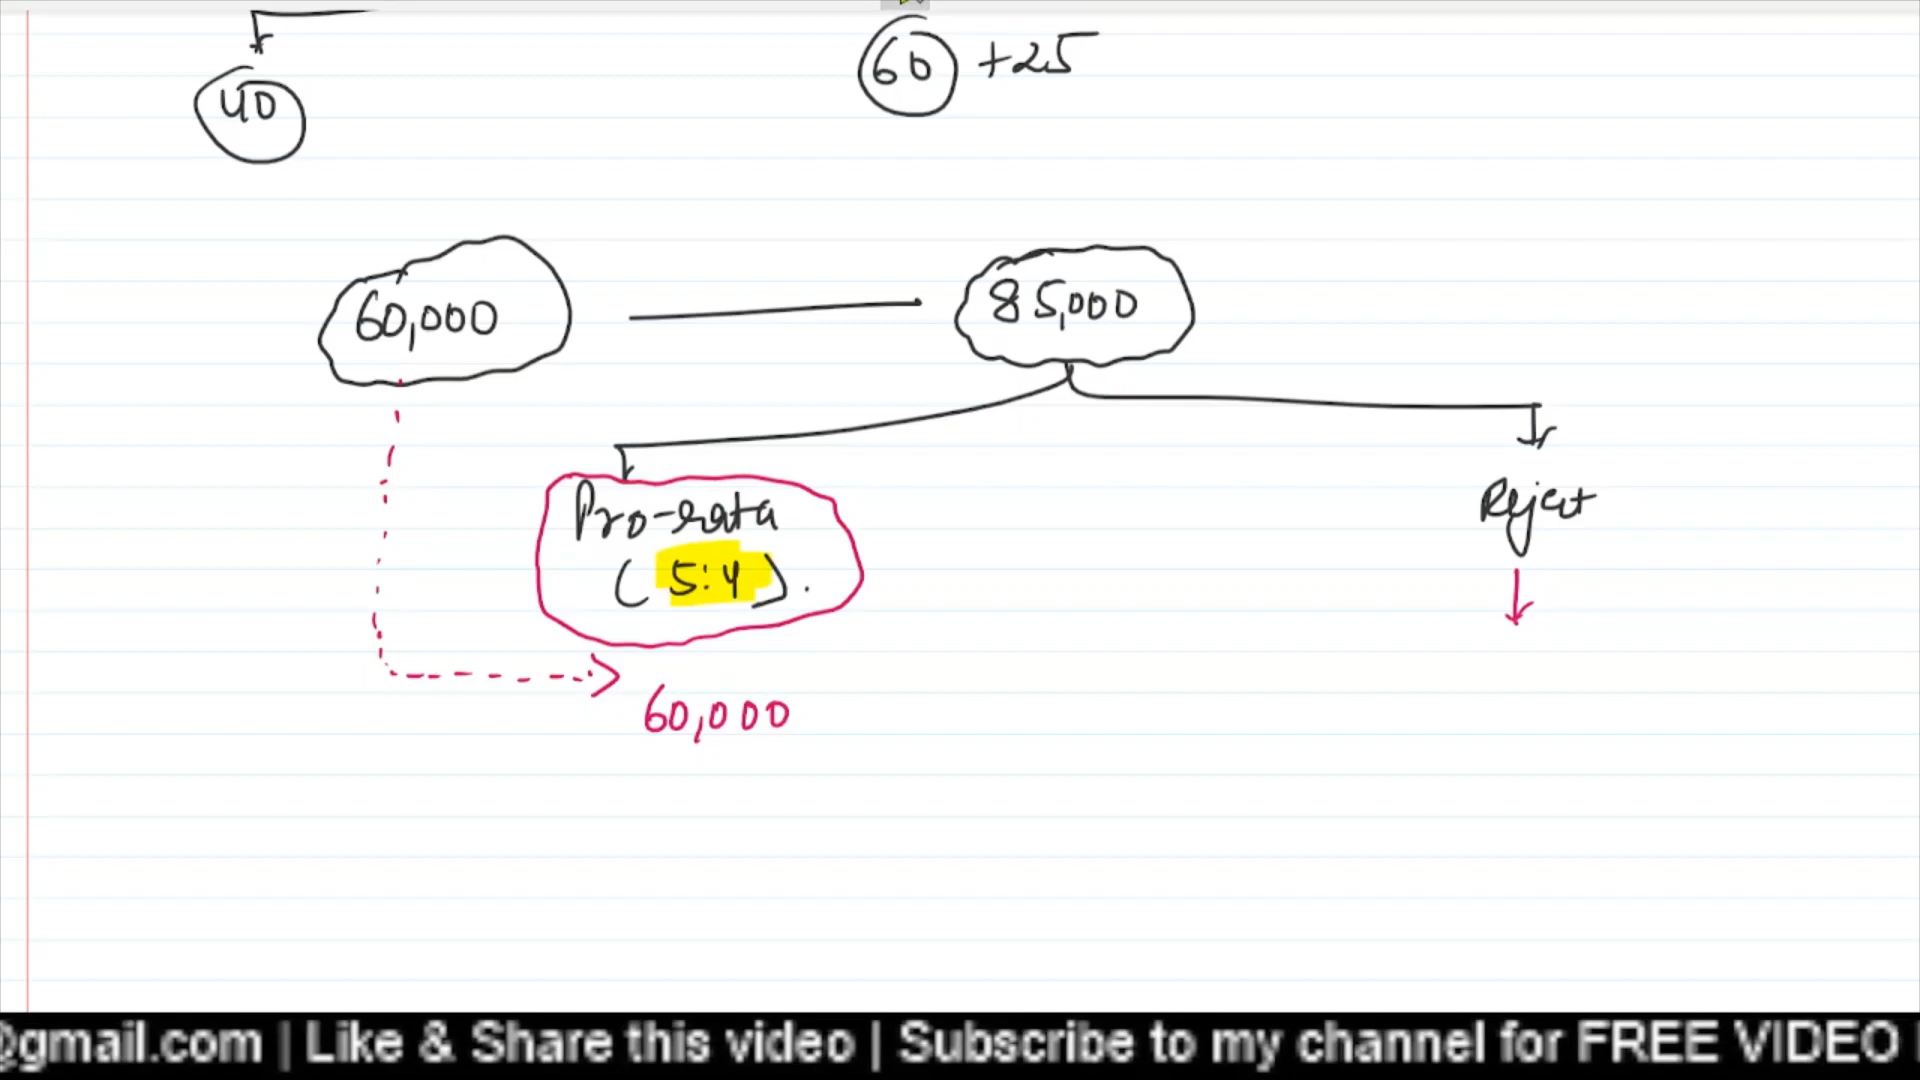 40
60 +25
60,000
85,000
Pro-rata
(5:4).
Reject
60,000
@gmail.com | Like & Share this video | Subscribe to my channel for FREE VIDEO